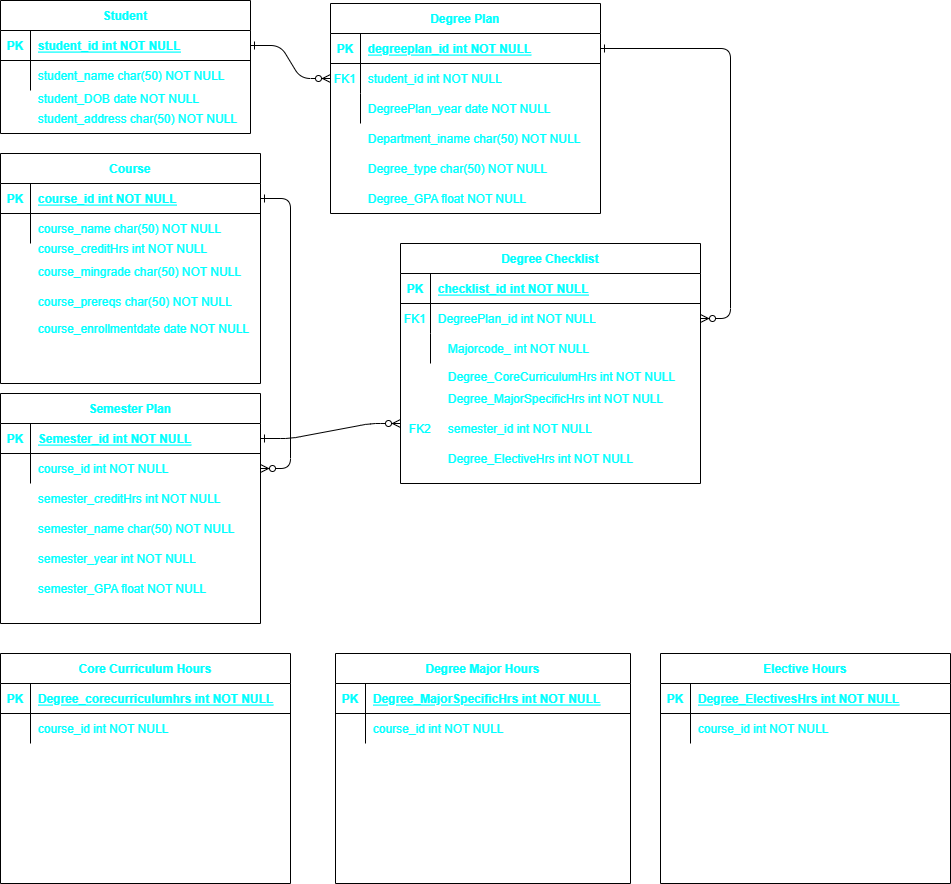 Student
PK student_id int NOT NULL
student_name char(50) NOT NULL
student_DOB date NOT NULL
student_address char(50) NOT NULL
Degree Plan
PK degreeplan_id int NOT NULL
FK1 student_id int NOT NULL
DegreePlan_year date NOT NULL
Department_iname char(50) NOT NULL
Degree_type char(50) NOT NULL
Degree_GPA float NOT NULL
Course
PK course_id int NOT NULL
course_name char(50) NOT NULL
course_creditHrs int NOT NULL
course_mingrade char(50) NOT NULL
course_prereqs char(50) NOT NULL
course_enrollmentdate date NOT NULL
Degree Checklist
PK checklist_id int NOT NULL
FK1 DegreePlan_id int NOT NULL
Majorcode_ int NOT NULL
Degree_CoreCurriculumHrs int NOT NULL
Degree_MajorSpecificHrs int NOT NULL
FK2 semester_id int NOT NULL
Degree_ElectiveHrs int NOT NULL
Semester Plan
PK Semester_id int NOT NULL
course_id int NOT NULL
semester_creditHrs int NOT NULL
semester_name char(50) NOT NULL
semester_year int NOT NULL
semester_GPA float NOT NULL
Core Curriculum Hours
PK Degree_corecurriculumhrs int NOT NULL
course_id int NOT NULL
Degree Major Hours
PK Degree_MajorSpecificHrs int NOT NULL
course_id int NOT NULL
Elective Hours
PK Degree_ElectivesHrs int NOT NULL
course_id int NOT NULL